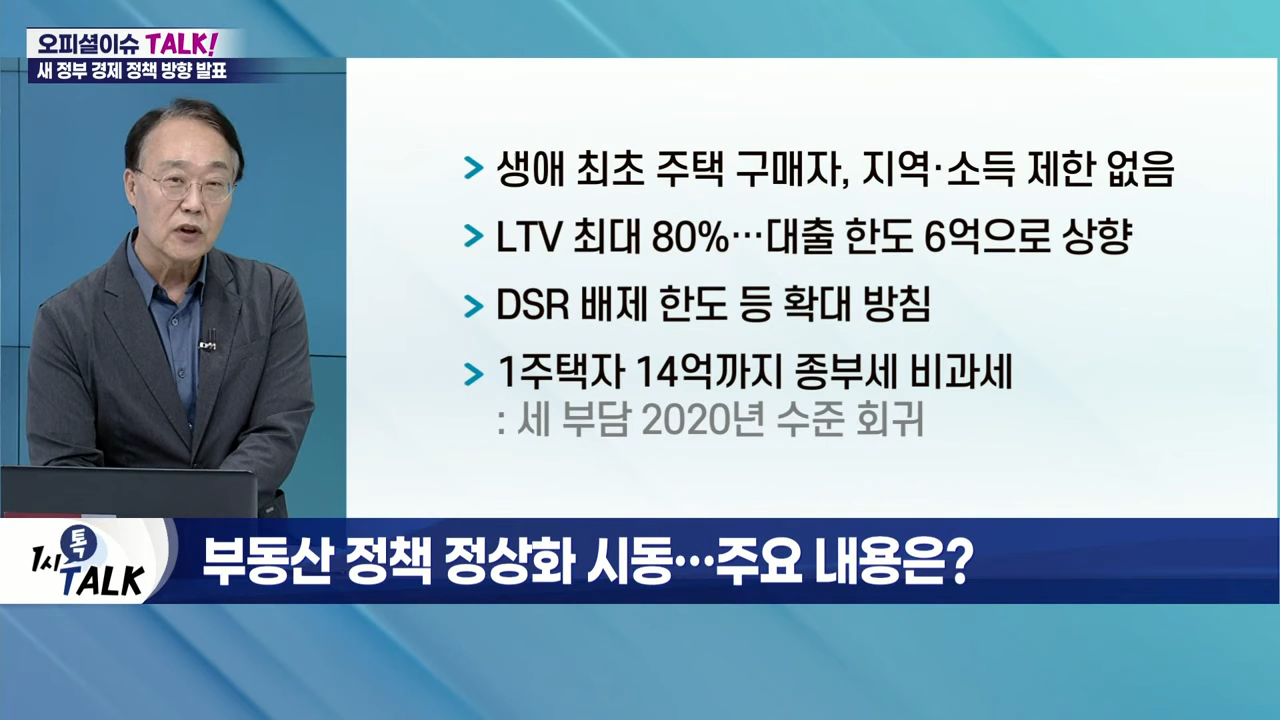 오피셜이슈 TALK!
새 정부 경제 정책 방향 발표
> 생애 최초 주택 구매자, 지역·소득 제한 없음
> LTV 최대 80%…대출 한도 6억으로 상향
> DSR 배제 한도 등 확대 방침
> 1주택자 14억까지 종부세 비과세
: 세 부담 2020년 수준 회귀
1시 톡 TALK
부동산 정책 정상화 시동…주요 내용은?